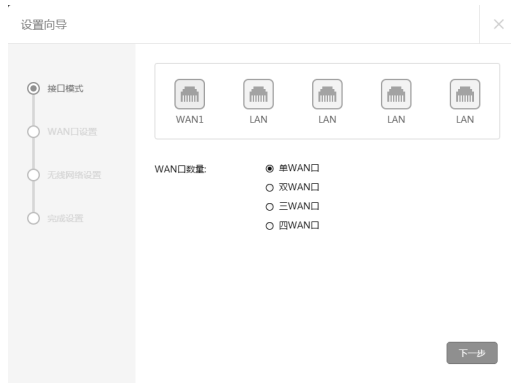 设置向导
接口模式
WAN口设置
无线网络设置
完成设置
WAN1 LAN LAN LAN LAN
WAN口数量: 单WAN口
双WAN口
三WAN口
四WAN口
下一步